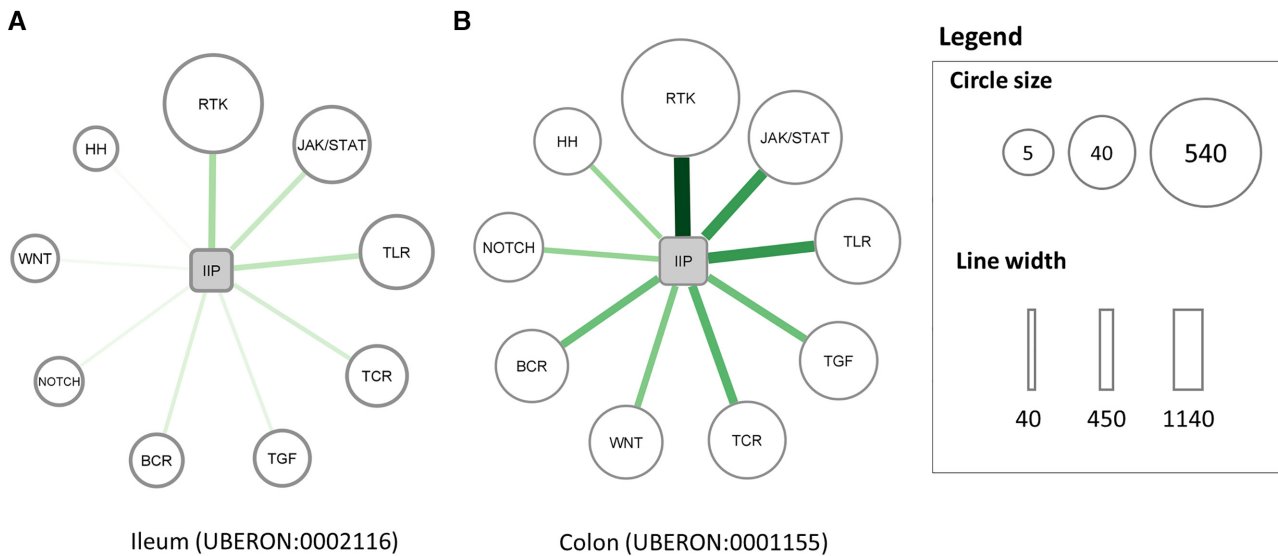 A
B
RTK
JAK/STAT
TLR
TCR
TGF
BCR
NOTCH
WNT
HH
IIP
Ileum (UBERON:0002116)
RTK
JAK/STAT
TLR
TGF
TCR
WNT
BCR
NOTCH
HH
IIP
Colon (UBERON:0001155)
Legend
Circle size
5 40 540
Line width
40 450 1140